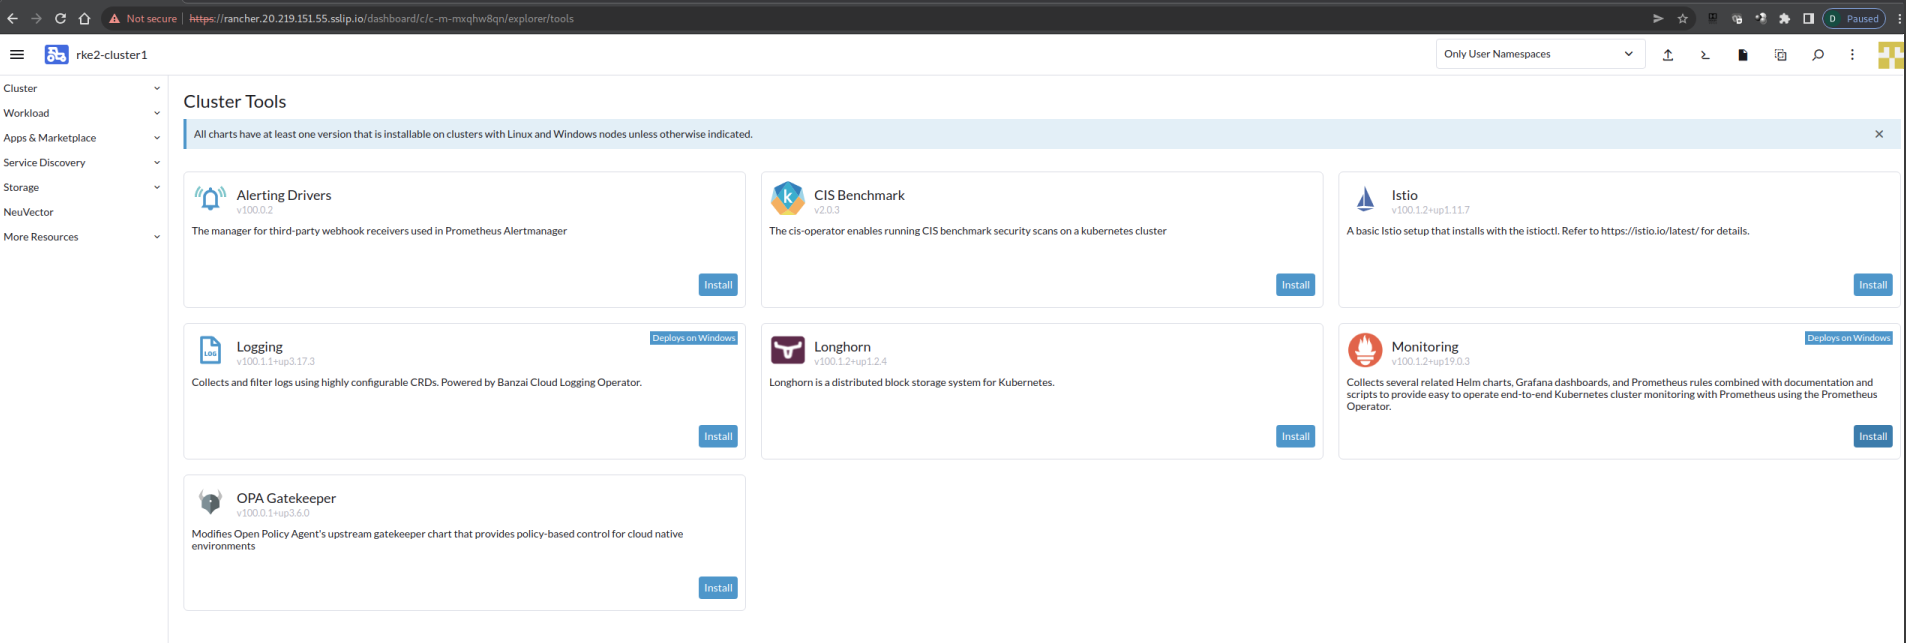 Not secure | https://rancher.20.219.151.55.sslip.io/dashboard/c/c-m-mxqhw8qn/explorer/tools
D Paused
rke2-cluster1
Only User Namespaces
Cluster
Workload
Apps & Marketplace
Service Discovery
Storage
NeuVector
More Resources
Cluster Tools
All charts have at least one version that is installable on clusters with Linux and Windows nodes unless otherwise indicated.
Alerting Drivers
v100.0.2
The manager for third-party webhook receivers used in Prometheus Alertmanager
Install
CIS Benchmark
v2.0.3
The cis-operator enables running CIS benchmark security scans on a kubernetes cluster
Install
Istio
v100.1.2+up1.11.7
A basic Istio setup that installs with the istioctl. Refer to https://istio.io/latest/ for details.
Install
Deploys on Windows
LOG
Logging
v100.1.1+up3.17.3
Collects and filter logs using highly configurable CRDs. Powered by Banzai Cloud Logging Operator.
Install
Longhorn
v100.1.2+up1.2.4
Longhorn is a distributed block storage system for Kubernetes.
Install
Deploys on Windows
Monitoring
v100.1.2+up19.0.3
Collects several related Helm charts, Grafana dashboards, and Prometheus rules combined with documentation and
scripts to provide easy to operate end-to-end Kubernetes cluster monitoring with Prometheus using the Prometheus
Operator.
Install
OPA Gatekeeper
v100.0.1+up3.6.0
Modifies Open Policy Agent's upstream gatekeeper chart that provides policy-based control for cloud native
environments
Install